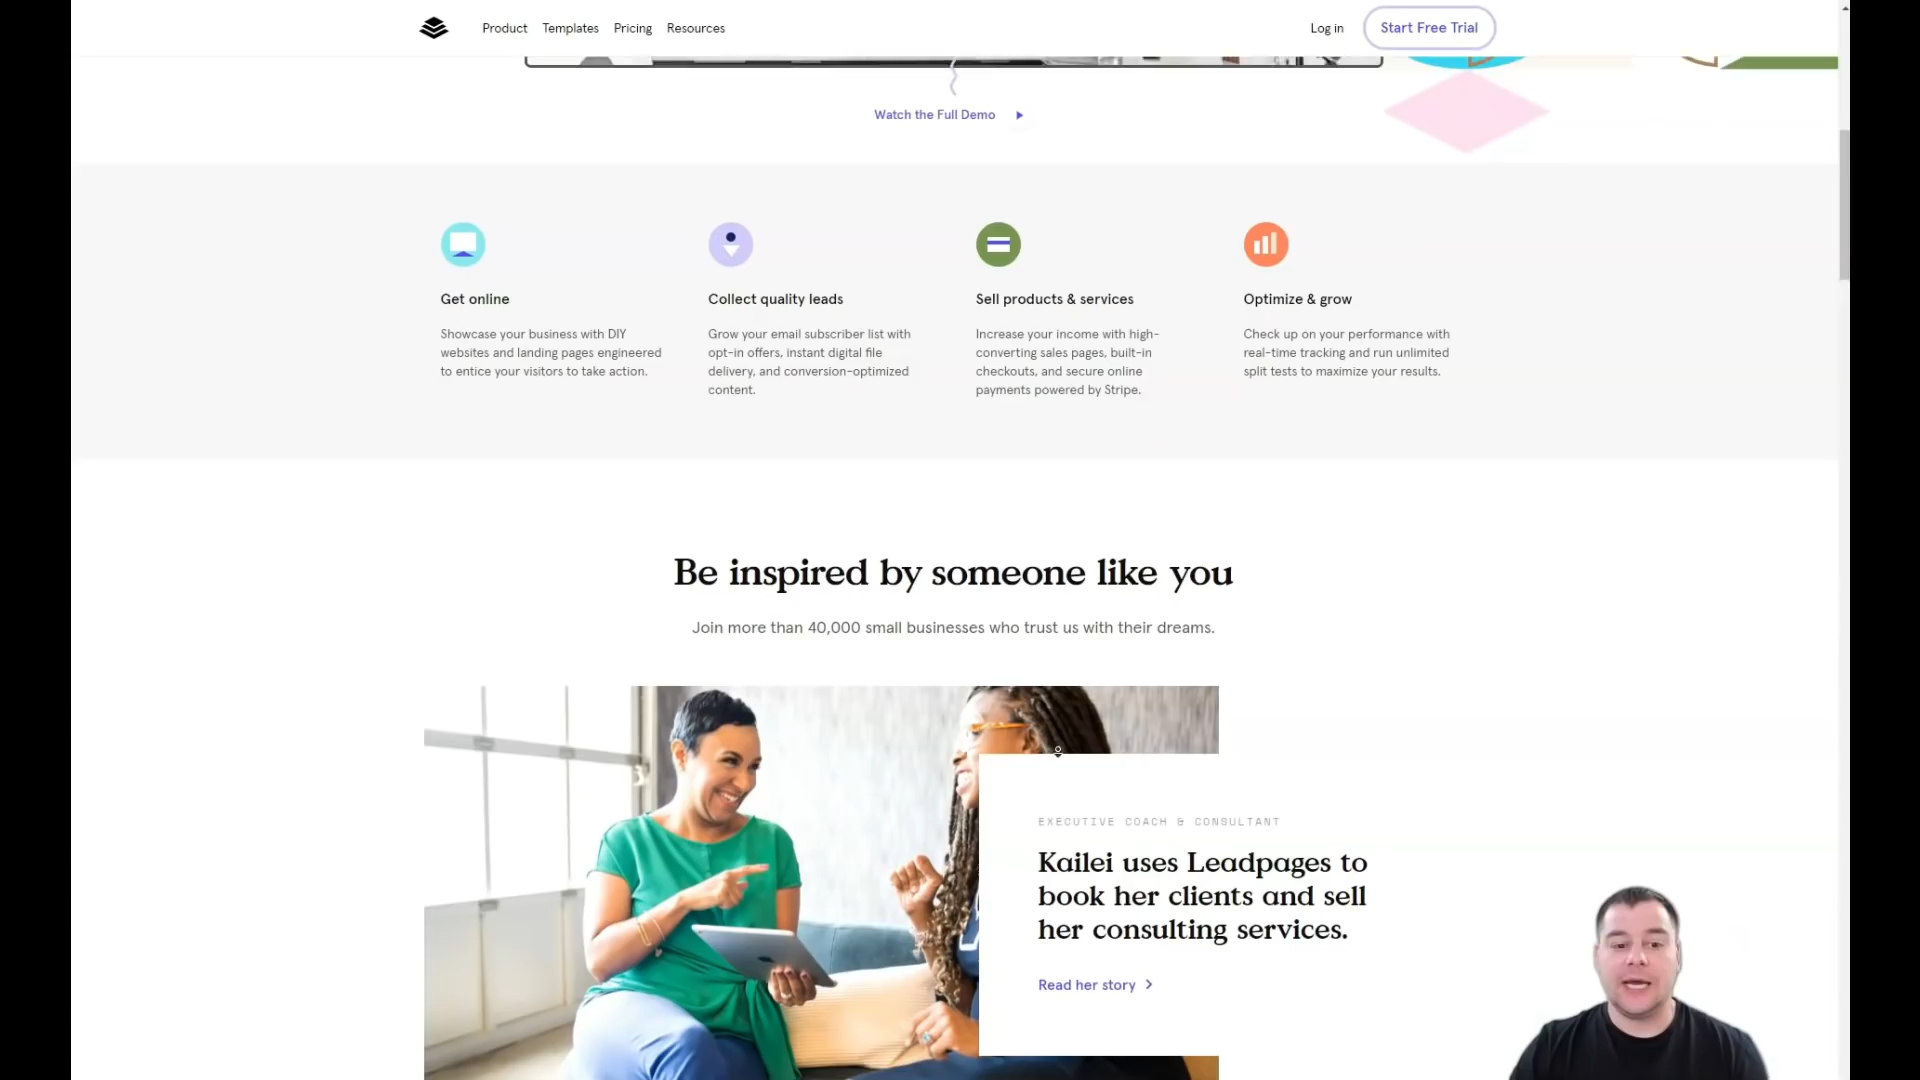 Product Templates Pricing Resources Log in Start Free Trial
Watch the Full Demo
Get online
Showcase your business with DIY
websites and landing pages engineered
to entice your visitors to take action.
Collect quality leads
Grow your email subscriber list with
opt-in offers, instant digital file
delivery, and conversion-optimized
content.
Sell products & services
Increase your income with high-
converting sales pages, built-in
checkouts, and secure online
payments powered by Stripe.
Optimize & grow
Check up on your performance with
real-time tracking and run unlimited
split tests to maximize your results.
Be inspired by someone like you
Join more than 40,000 small businesses who trust us with their dreams.
EXECUTIVE COACH & CONSULTANT
Kailei uses Leadpages to
book her clients and sell
her consulting services.
Read her story